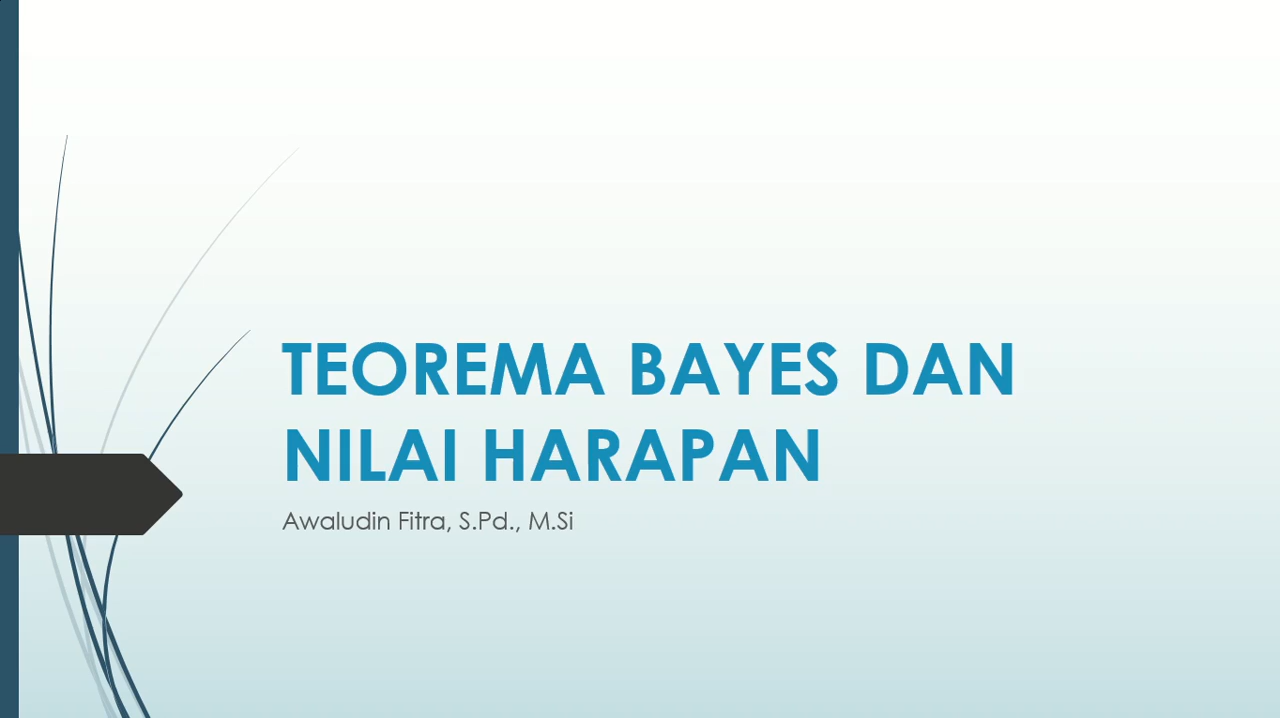 TEOREMA BAYES DAN
NILAI HARAPAN
Awaludin Fitra, S.Pd., M.Si